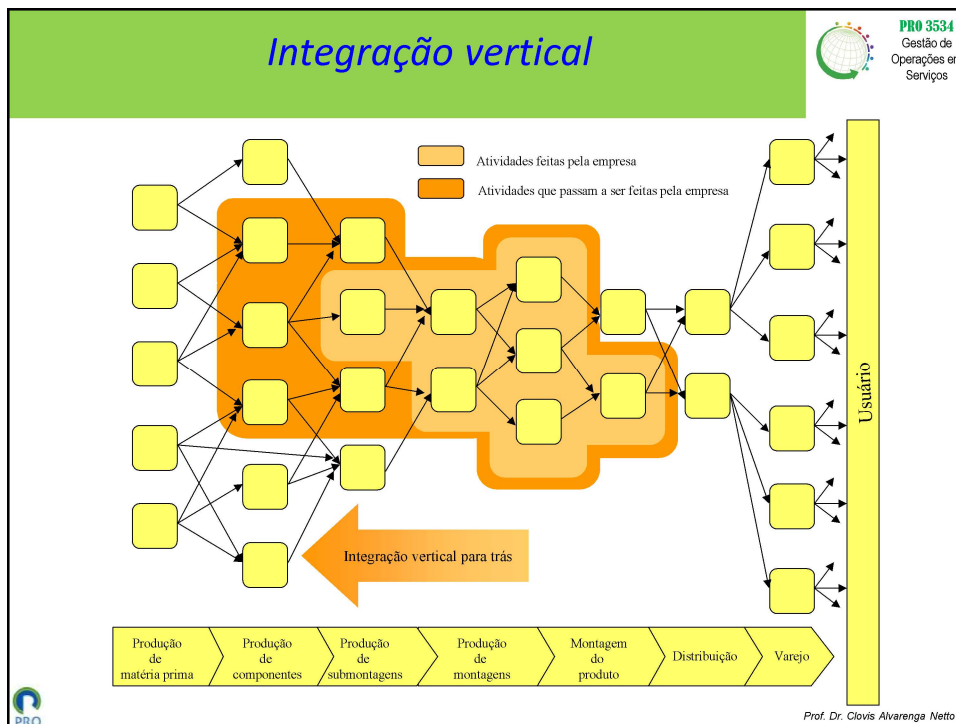 Integração vertical
PRO 3534
Gestão de
Operações em
Serviços
Atividades feitas pela empresa
Atividades que passam a ser feitas pela empresa
Usuário
Integração vertical para trás
Produção
de
matéria prima
Produção
de
componentes
Produção
de
submontagens
Produção
de
montagens
Montagem
do
produto
Distribuição
Varejo
PRO
Prof. Dr. Clovis Alvarenga Netto